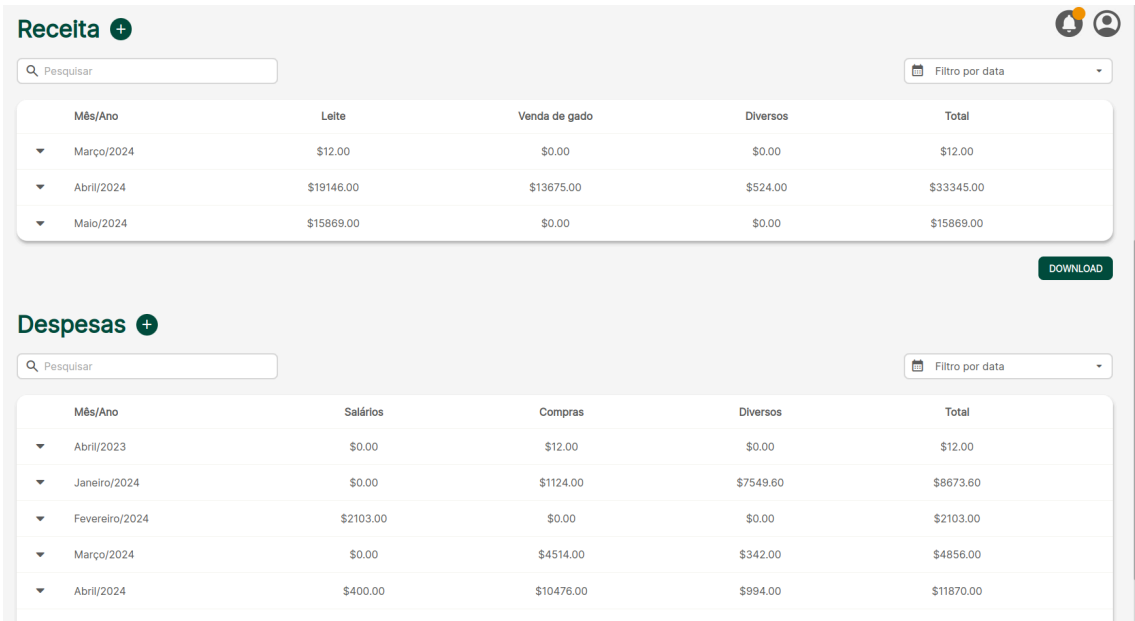 Receita
Pesquisar Filtro por data
Mês/Ano Leite Venda de gado Diversos Total
Março/2024 $12.00 $0.00 $0.00 $12.00
Abril/2024 $19146.00 $13675.00 $524.00 $33345.00
Maio/2024 $15869.00 $0.00 $0.00 $15869.00
DOWNLOAD
Despesas
Pesquisar Filtro por data
Mês/Ano Salários Compras Diversos Total
Abril/2023 $0.00 $12.00 $0.00 $12.00
Janeiro/2024 $0.00 $1124.00 $7549.60 $8673.60
Fevereiro/2024 $2103.00 $0.00 $0.00 $2103.00
Março/2024 $0.00 $4514.00 $342.00 $4856.00
Abril/2024 $400.00 $10476.00 $994.00 $11870.00